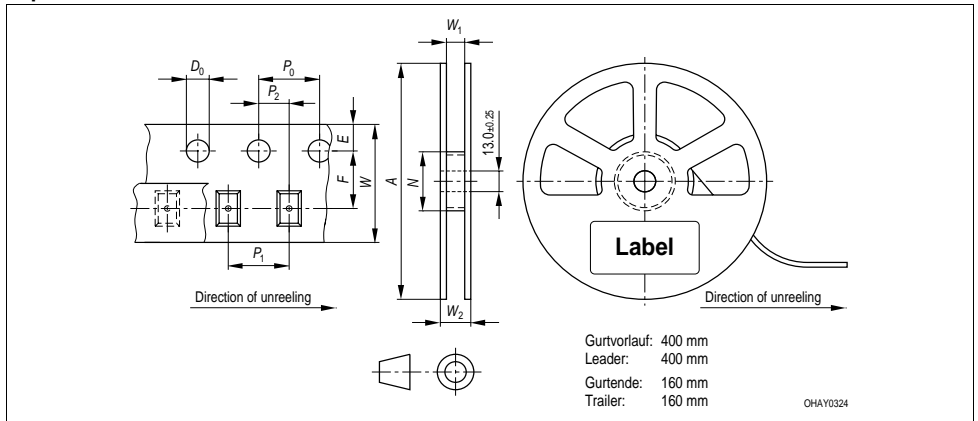 W1
D0
P0
P2
E
F
W
A
N
13.0±0.25
Label
P1
W2
Direction of unreeling
Direction of unreeling
Gurtvorlauf: 400 mm
Leader: 400 mm
Gurtende: 160 mm
Trailer: 160 mm
OHAY0324